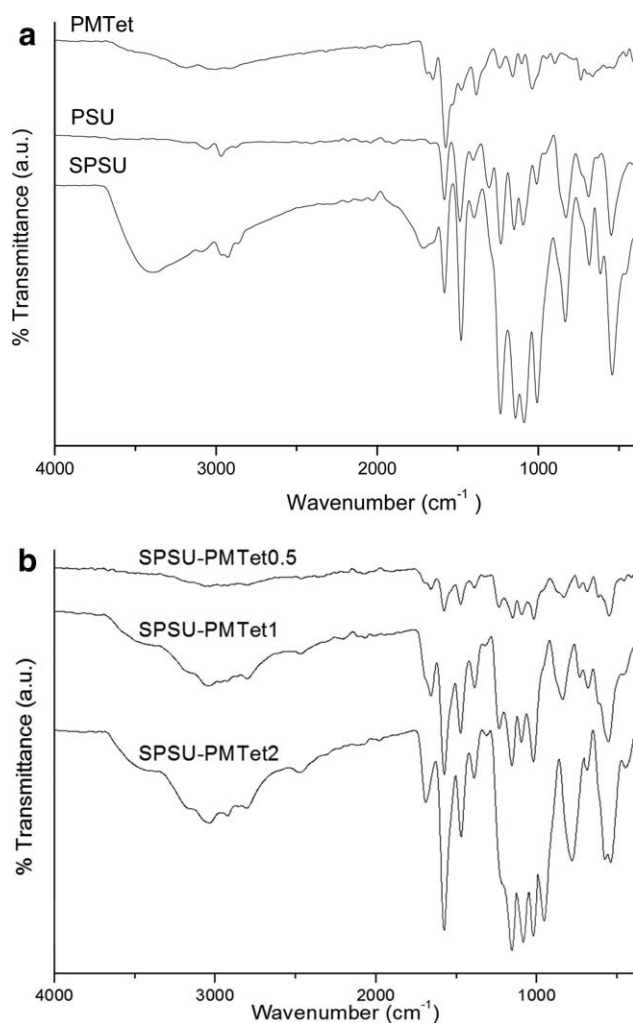 a
PMTet
PSU
SPSU
% Transmittance (a.u.)
4000 3000 2000 1000
Wavenumber (cm-1 )
b
SPSU-PMTet0.5
SPSU-PMTet1
SPSU-PMTet2
% Transmittance (a.u.)
4000 3000 2000 1000
Wavenumber (cm-1)